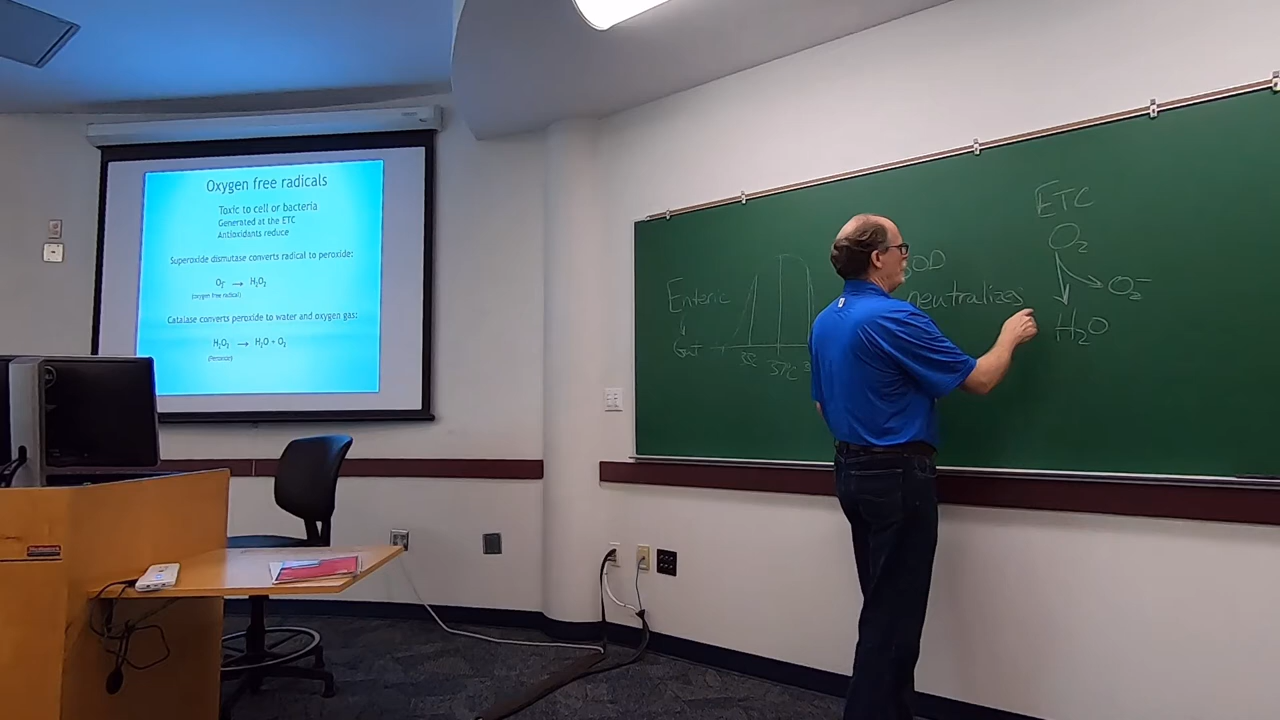 Oxygen free radicals
Toxic to cell or bacteria
Generated at the ETC
Antioxidants reduce
Superoxide dismutase converts radical to peroxide:
O₂⁻ → H₂O₂
(oxygen free radical)
Catalase converts peroxide to water and oxygen gas:
H₂O₂ → H₂O + O₂
(Peroxide)
Enteric
Gut
37°C
SOD
neutralizes
ETC
O₂
O₂⁻
H₂O